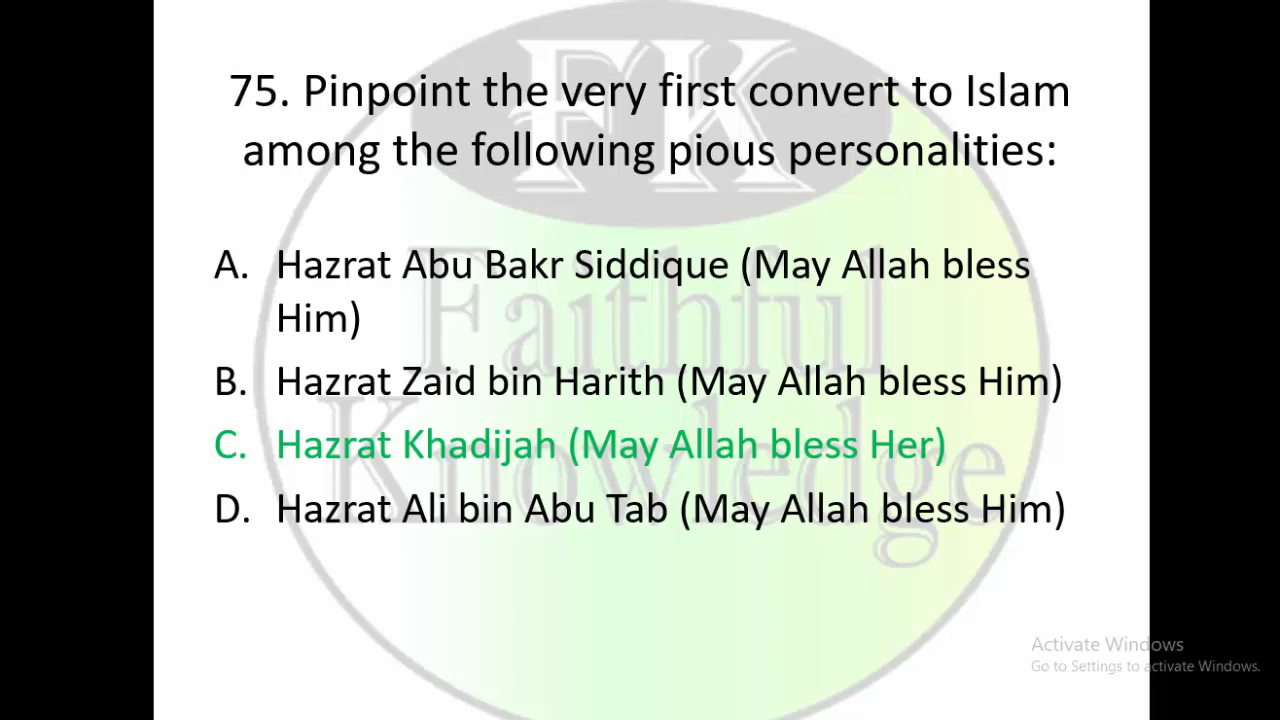 75. Pinpoint the very first convert to Islam
among the following pious personalities:
A. Hazrat Abu Bakr Siddique (May Allah bless
Him)
B. Hazrat Zaid bin Harith (May Allah bless Him)
C. Hazrat Khadijah (May Allah bless Her)
D. Hazrat Ali bin Abu Tab (May Allah bless Him)
FK
Faithful
Knowledge
Activate Windows
Go to Settings to activate Windows.